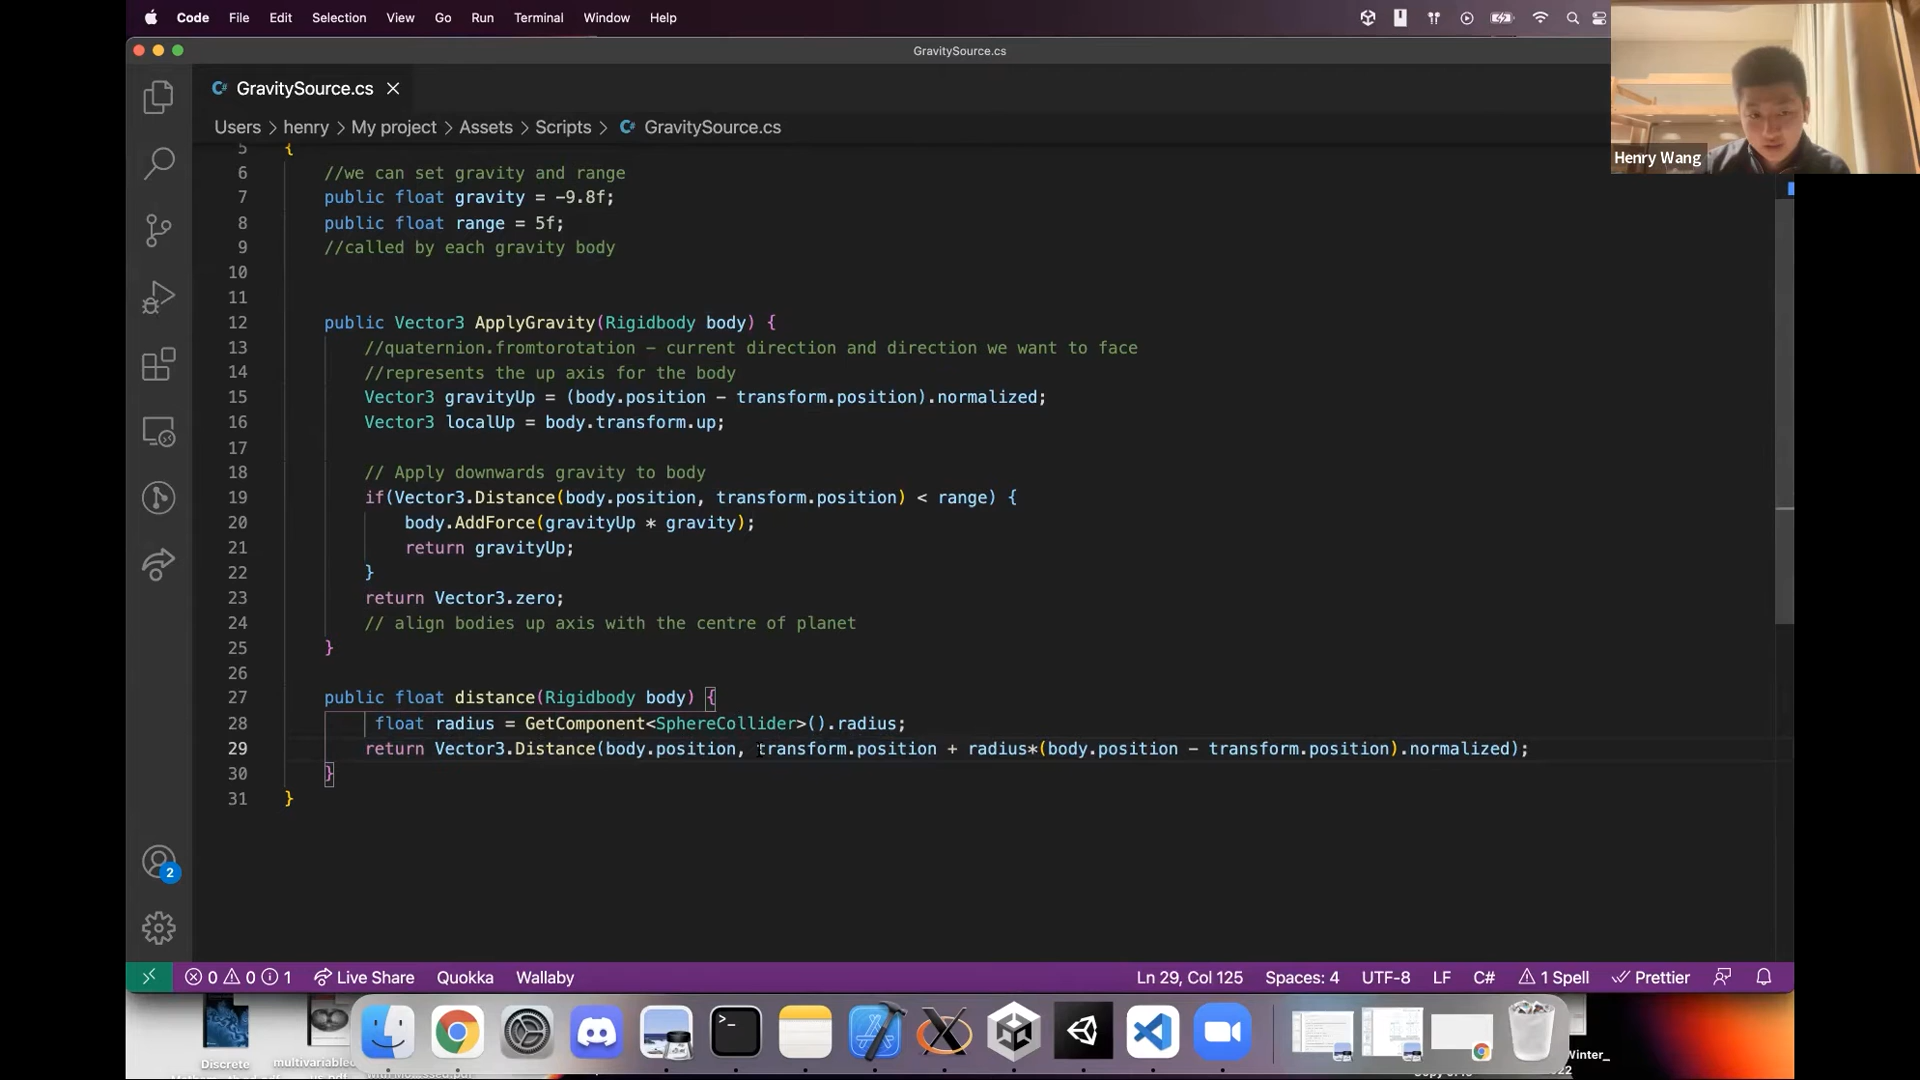 Code File Edit Selection View Go Run Terminal Window Help
GravitySource.cs
GravitySource.cs
Users > henry > My project > Assets > Scripts > GravitySource.cs
Henry Wang
5 {
6 //we can set gravity and range
7 public float gravity = -9.8f;
8 public float range = 5f;
9 //called by each gravity body
10
11
12 public Vector3 ApplyGravity(Rigidbody body) {
13 //quaternion.fromtorotation - current direction and direction we want to face
14 //represents the up axis for the body
15 Vector3 gravityUp = (body.position - transform.position).normalized;
16 Vector3 localUp = body.transform.up;
17
18 // Apply downwards gravity to body
19 if(Vector3.Distance(body.position, transform.position) < range) {
20 body.AddForce(gravityUp * gravity);
21 return gravityUp;
22 }
23 return Vector3.zero;
24 // align bodies up axis with the centre of planet
25 }
26
27 public float distance(Rigidbody body) {
28 float radius = GetComponent<SphereCollider>().radius;
29 return Vector3.Distance(body.position, transform.position + radius*(body.position - transform.position).normalized);
30 }
31 }
2
0 0 1 Live Share Quokka Wallaby Ln 29, Col 125 Spaces: 4 UTF-8 LF C# 1 Spell Prettier
Discrete
multivariable
Winter_